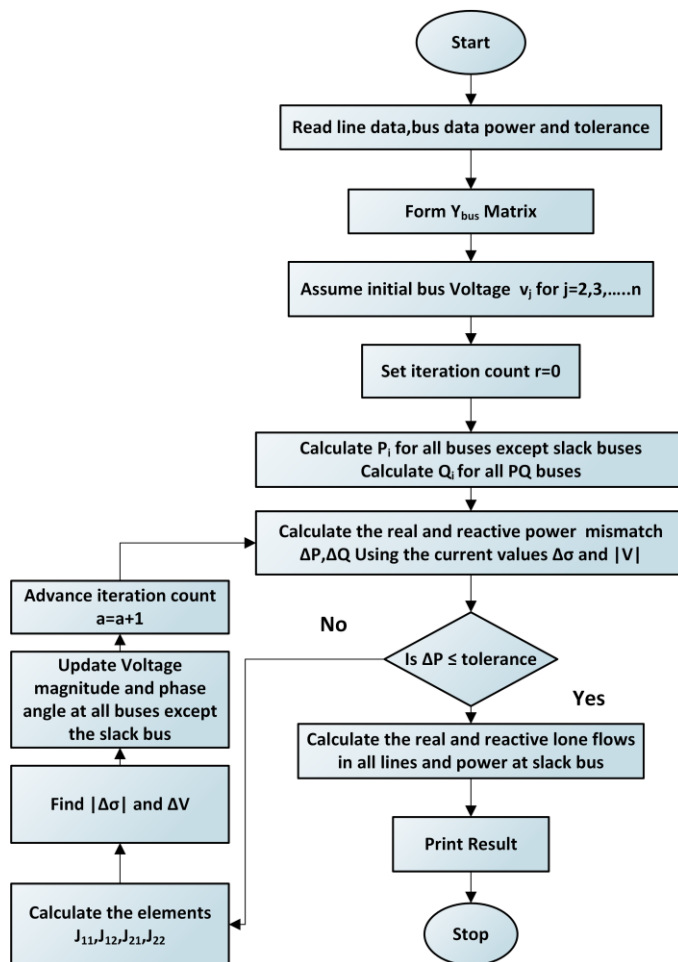 Start
Read line data,bus data power and tolerance
Form Y_bus Matrix
Assume initial bus Voltage v_j for j=2,3,.....n
Set iteration count r=0
Calculate P_i for all buses except slack buses
Calculate Q_i for all PQ buses
Calculate the real and reactive power mismatch
ΔP,ΔQ Using the current values Δσ and |V|
Is ΔP ≤ tolerance
No
Yes
Calculate the real and reactive lone flows
in all lines and power at slack bus
Print Result
Stop
Calculate the elements
J₁₁,J₁₂,J₂₁,J₂₂
Find |Δσ| and ΔV
Update Voltage
magnitude and phase
angle at all buses except
the slack bus
Advance iteration count
a=a+1